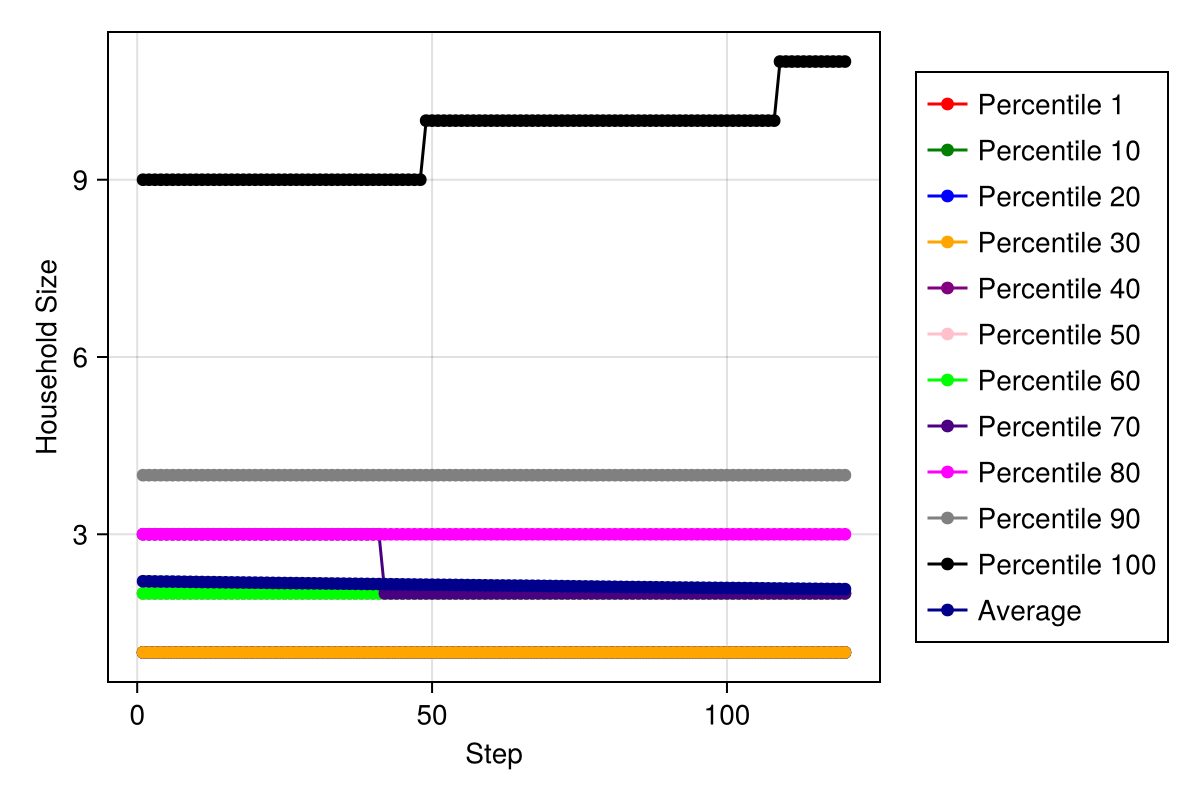 9
6
3
0
50
100
Household Size
Step
Percentile 1
Percentile 10
Percentile 20
Percentile 30
Percentile 40
Percentile 50
Percentile 60
Percentile 70
Percentile 80
Percentile 90
Percentile 100
Average